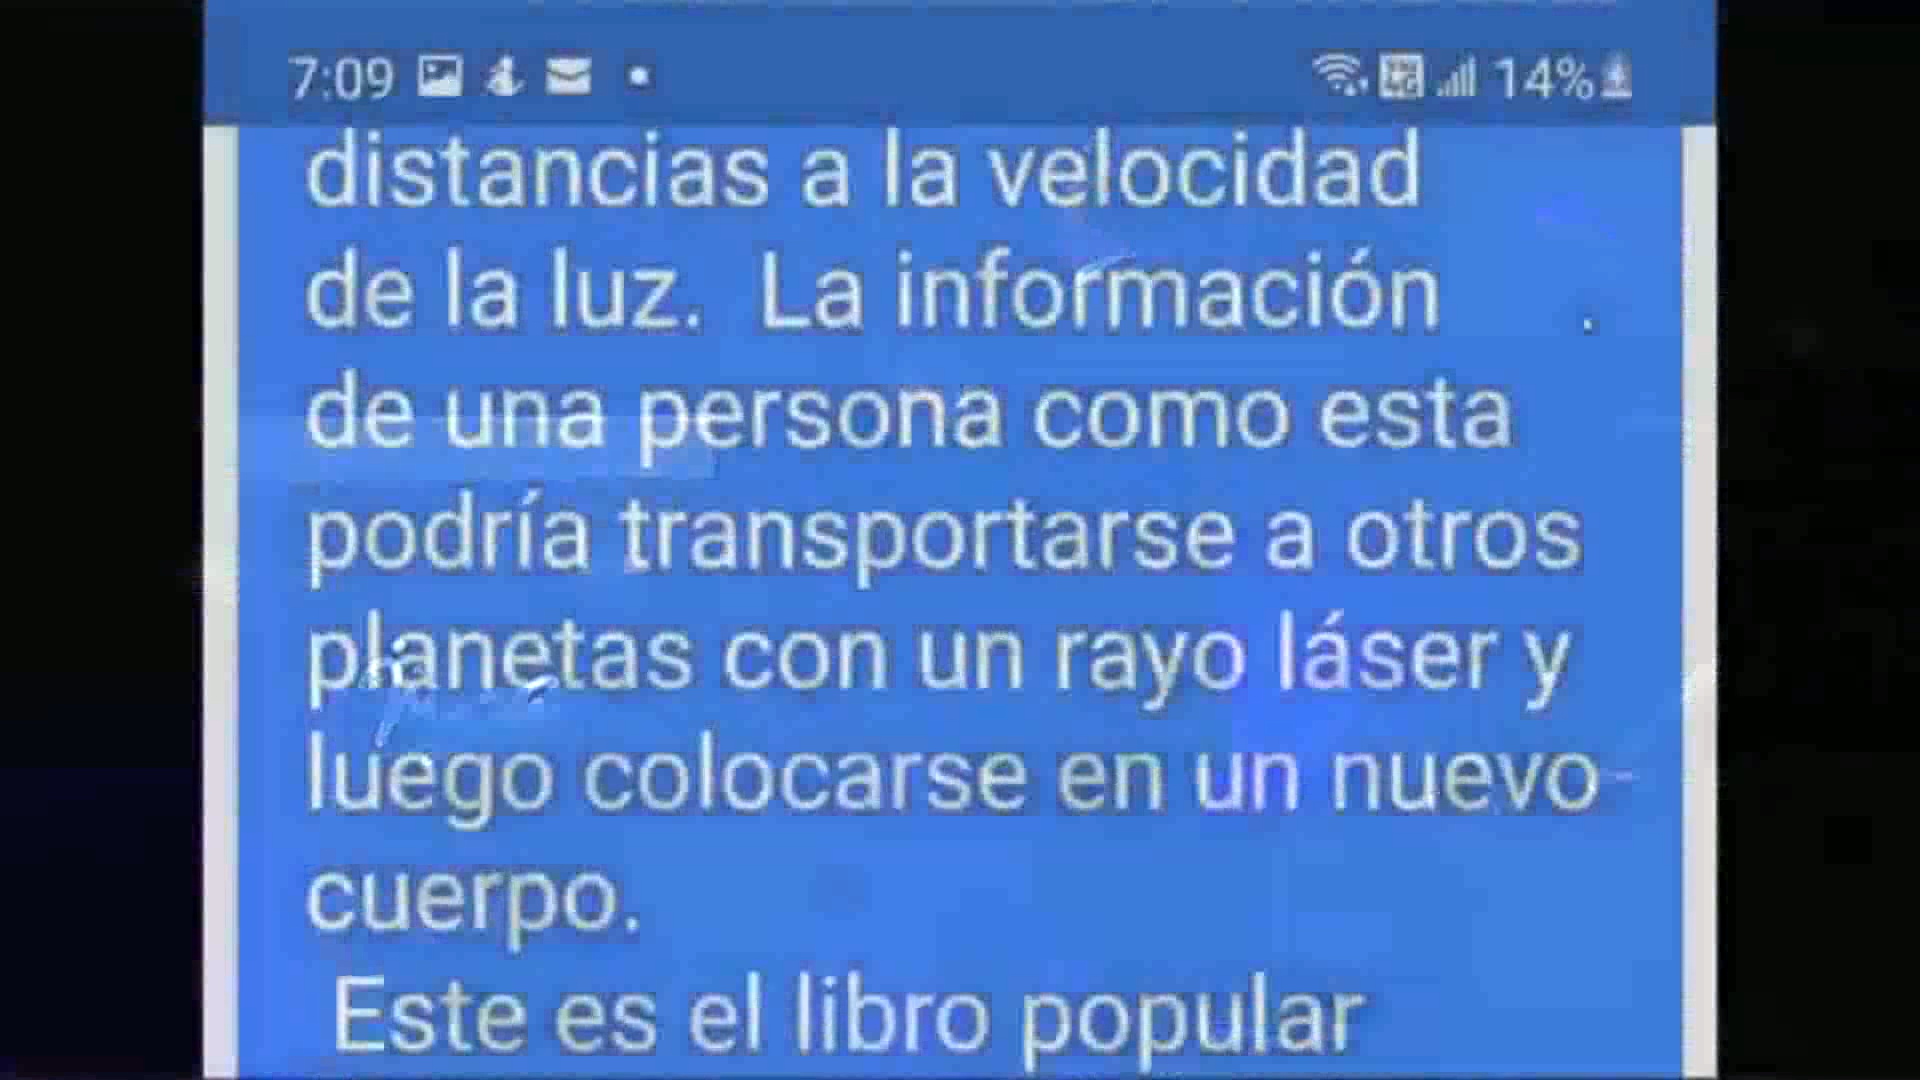 7:09 14%
distancias a la velocidad
de la luz. La información
de una persona como esta
podría transportarse a otros
planetas con un rayo láser y
luego colocarse en un nuevo
cuerpo.
Este es el libro popular